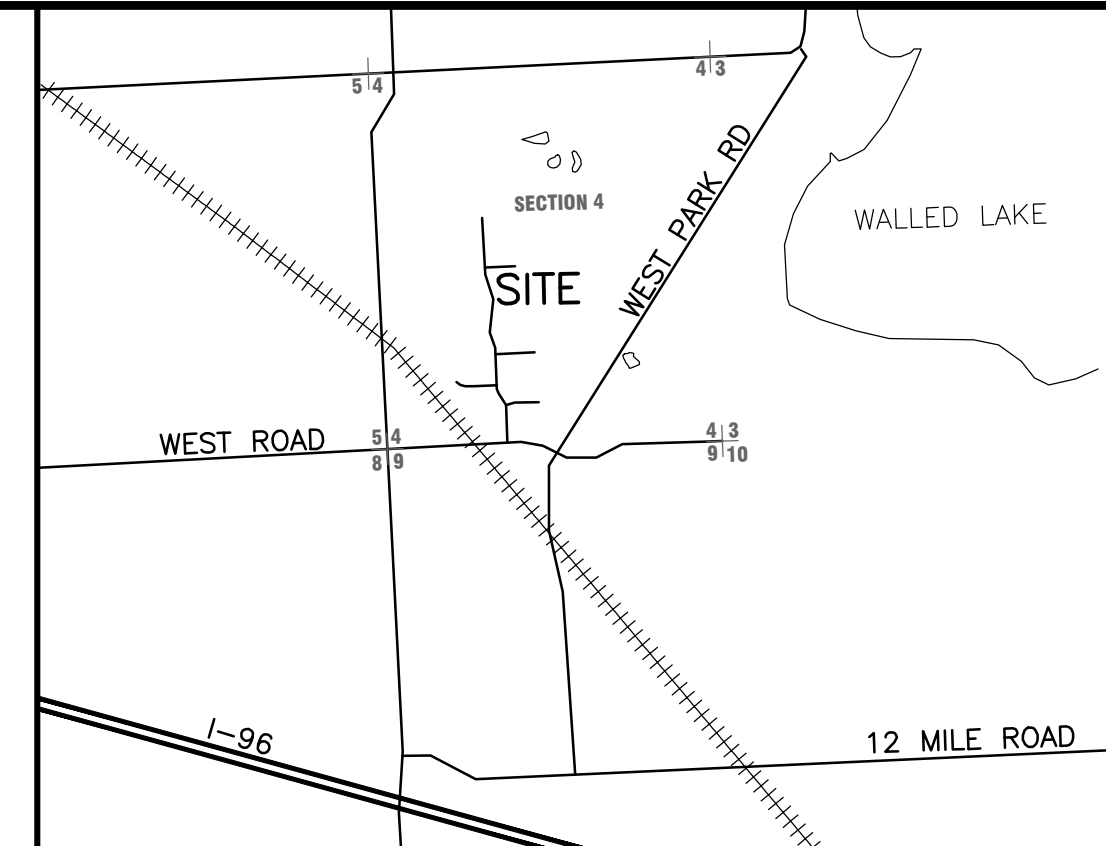 5 4
4 3
WEST PARK RD
SECTION 4
WALLED LAKE
SITE
WEST ROAD
5 4
8 9
4 3
9 10
I-96
12 MILE ROAD